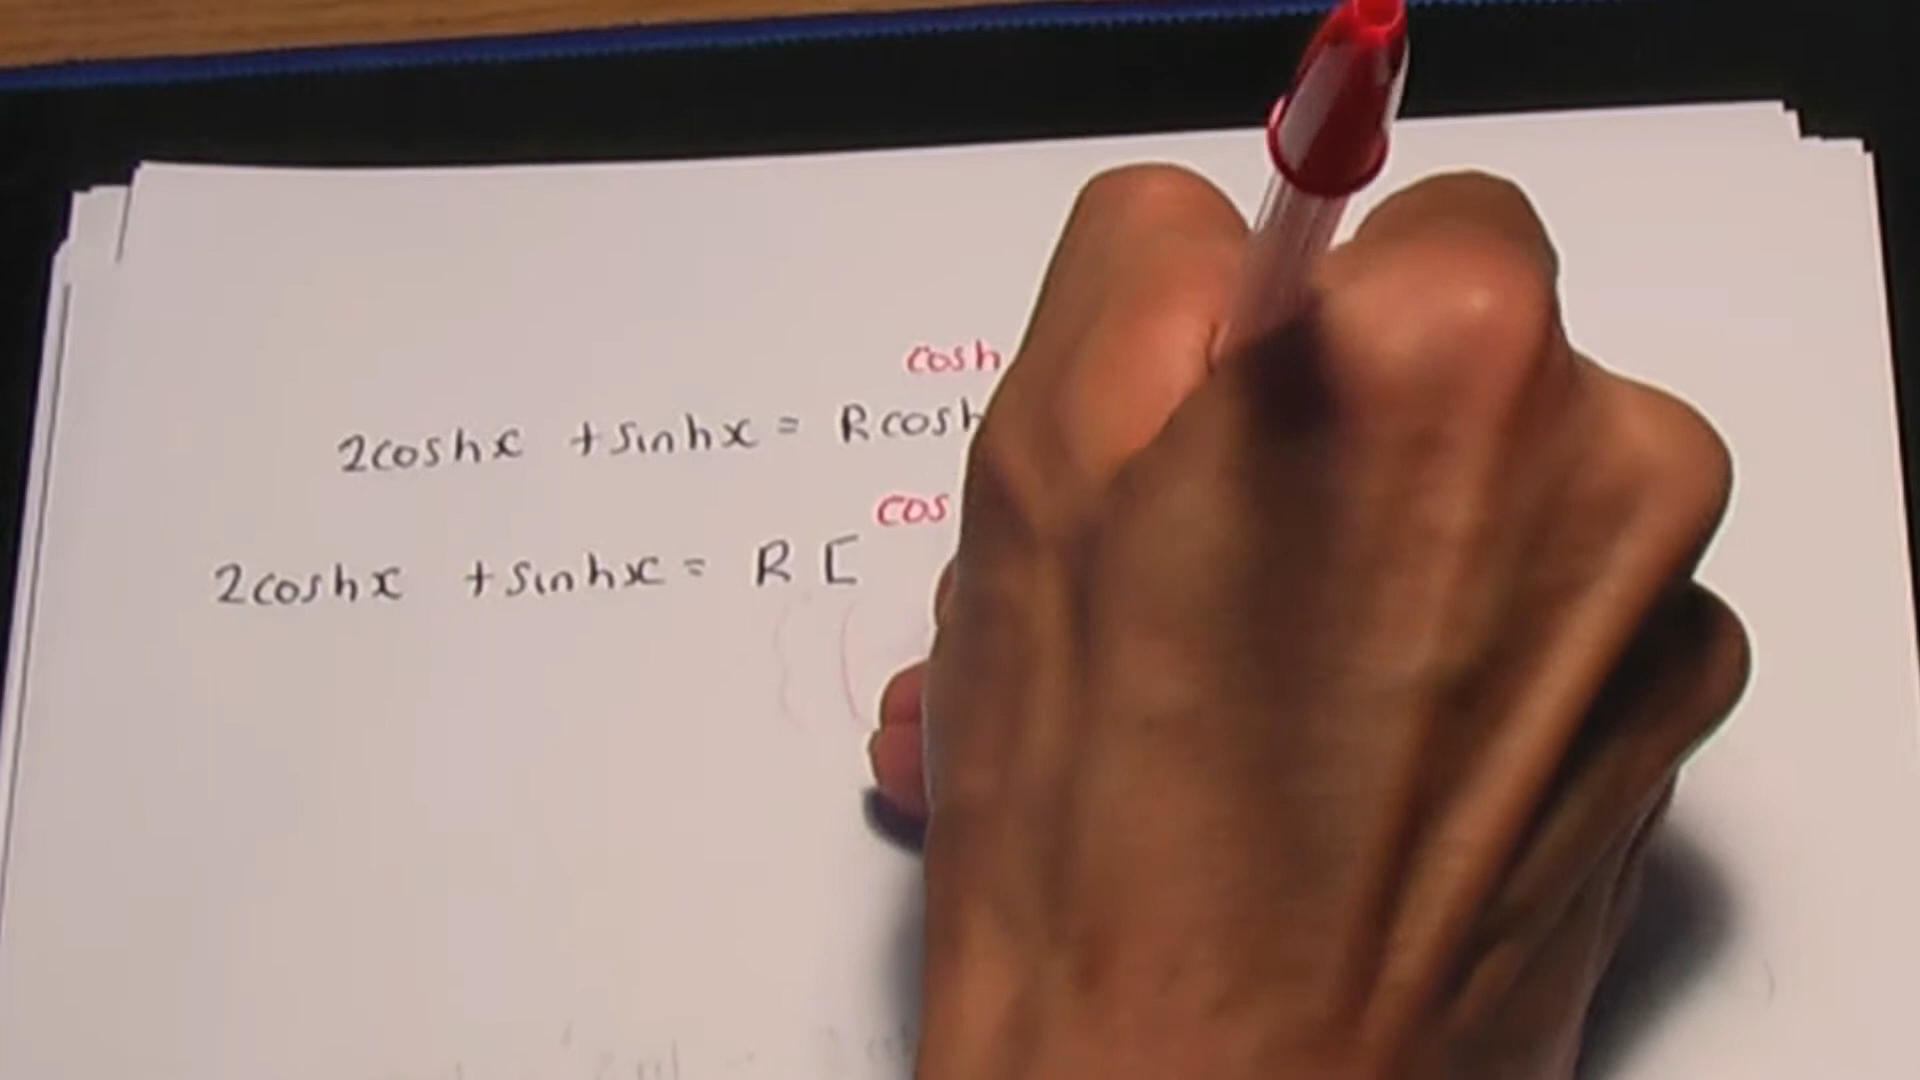 cosh
2coshx + sinhx = Rcosh
cos
2coshx + sinhx = R [